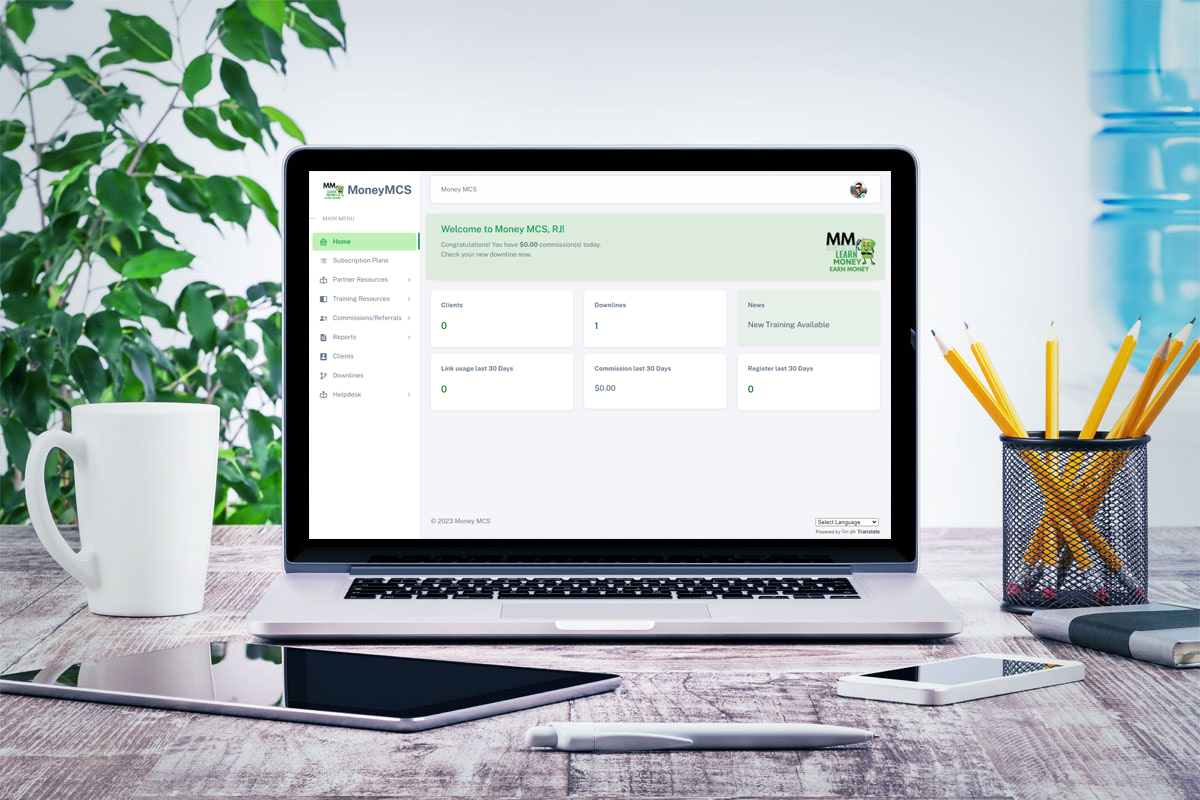 MM
LEARN
MONEY
EARN MONEY
MoneyMCS
MAIN MENU
Home
Subscription Plans
Partner Resources
Training Resources
Commissions/Referrals
Reports
Clients
Downlines
Helpdesk
Money MCS
Welcome to Money MCS, RJ!
Congratulations! You have $0.00 commission(s) today.
Check your new downline now.
MM
LEARN
MONEY
EARN MONEY
Clients
0
Downlines
1
News
New Training Available
Link usage last 30 Days
0
Commission last 30 Days
$0.00
Register last 30 Days
0
© 2023 Money MCS
Select Language
Powered by Google Translate